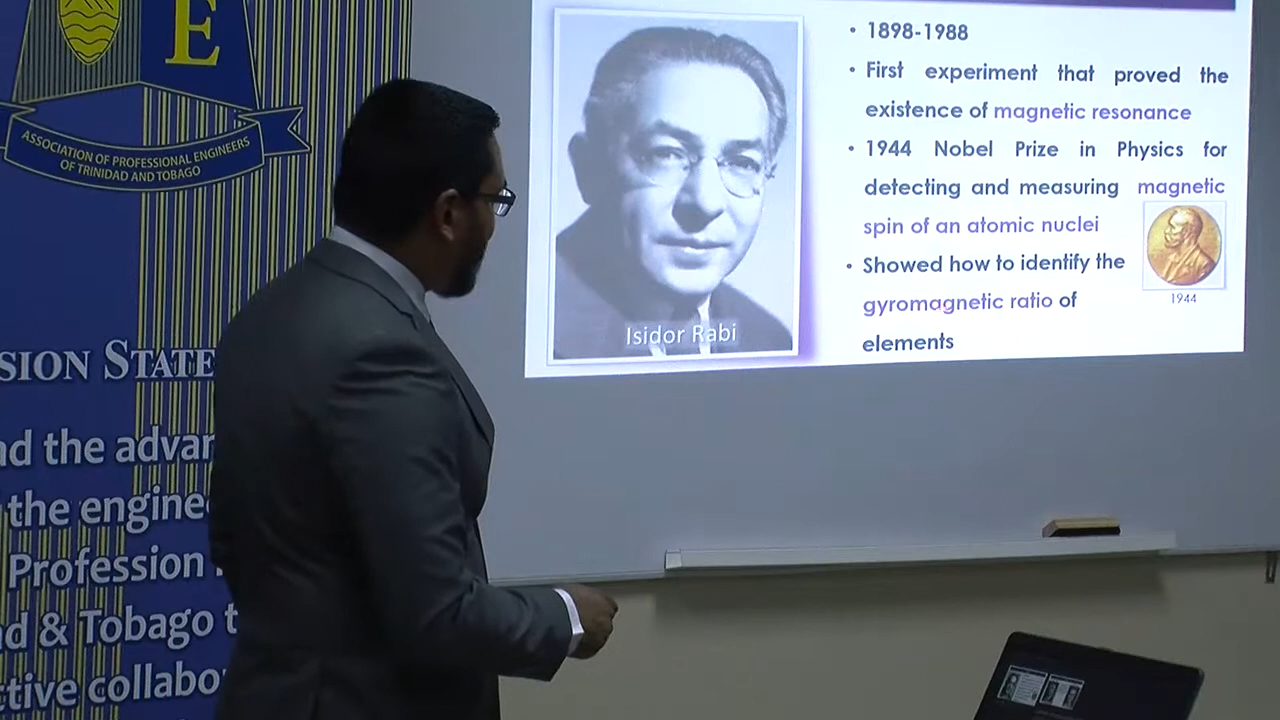 E
ASSOCIATION OF PROFESSIONAL ENGINEERS
OF TRINIDAD AND TOBAGO
SION STATE
nd the advan
the engine
Profession
nd & Tobago t
ctive collabo
Isidor Rabi
• 1898-1988
• First experiment that proved the
existence of magnetic resonance
• 1944 Nobel Prize in Physics for
detecting and measuring magnetic
spin of an atomic nuclei
• Showed how to identify the
gyromagnetic ratio of
elements
1944